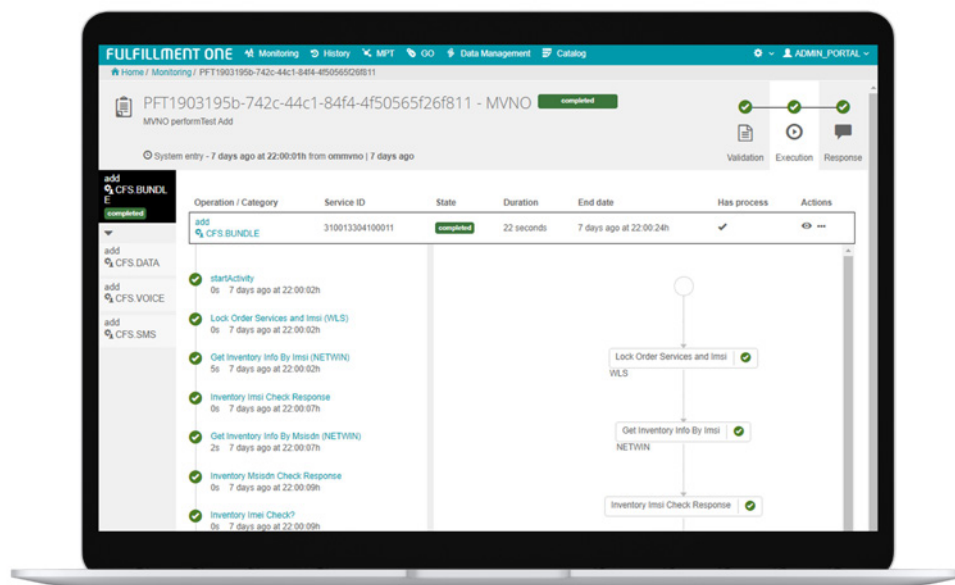 FULFILLMENT ONE Monitoring History MPT GO Data Management Catalog ADMIN_PORTAL
Home / Monitoring / PFT1903195b-742c-44c1-84f4-4f50565f26f811
PFT1903195b-742c-44c1-84f4-4f50565f26f811 - MVNO completed
MVNO performTest Add
System entry - 7 days ago at 22:00:01h from ommvno | 7 days ago
Validation Execution Response
add
CFS.BUNDL
E
completed
add
CFS.DATA
add
CFS.VOICE
add
CFS.SMS
Operation / Category Service ID State Duration End date Has process Actions
add
CFS.BUNDLE 310013304100011 completed 22 seconds 7 days ago at 22:00:24h
startActivity
0s 7 days ago at 22:00:02h
Lock Order Services and Imsi (WLS)
0s 7 days ago at 22:00:02h
Get Inventory Info By Imsi (NETWIN)
5s 7 days ago at 22:00:02h
Inventory Imsi Check Response
0s 7 days ago at 22:00:07h
Get Inventory Info By Msisdn (NETWIN)
2s 7 days ago at 22:00:07h
Inventory Msisdn Check Response
0s 7 days ago at 22:00:09h
Inventory Imei Check?
0s 7 days ago at 22:00:09h
Lock Order Services and Imsi
WLS
Get Inventory Info By Imsi
NETWIN
Inventory Imsi Check Response